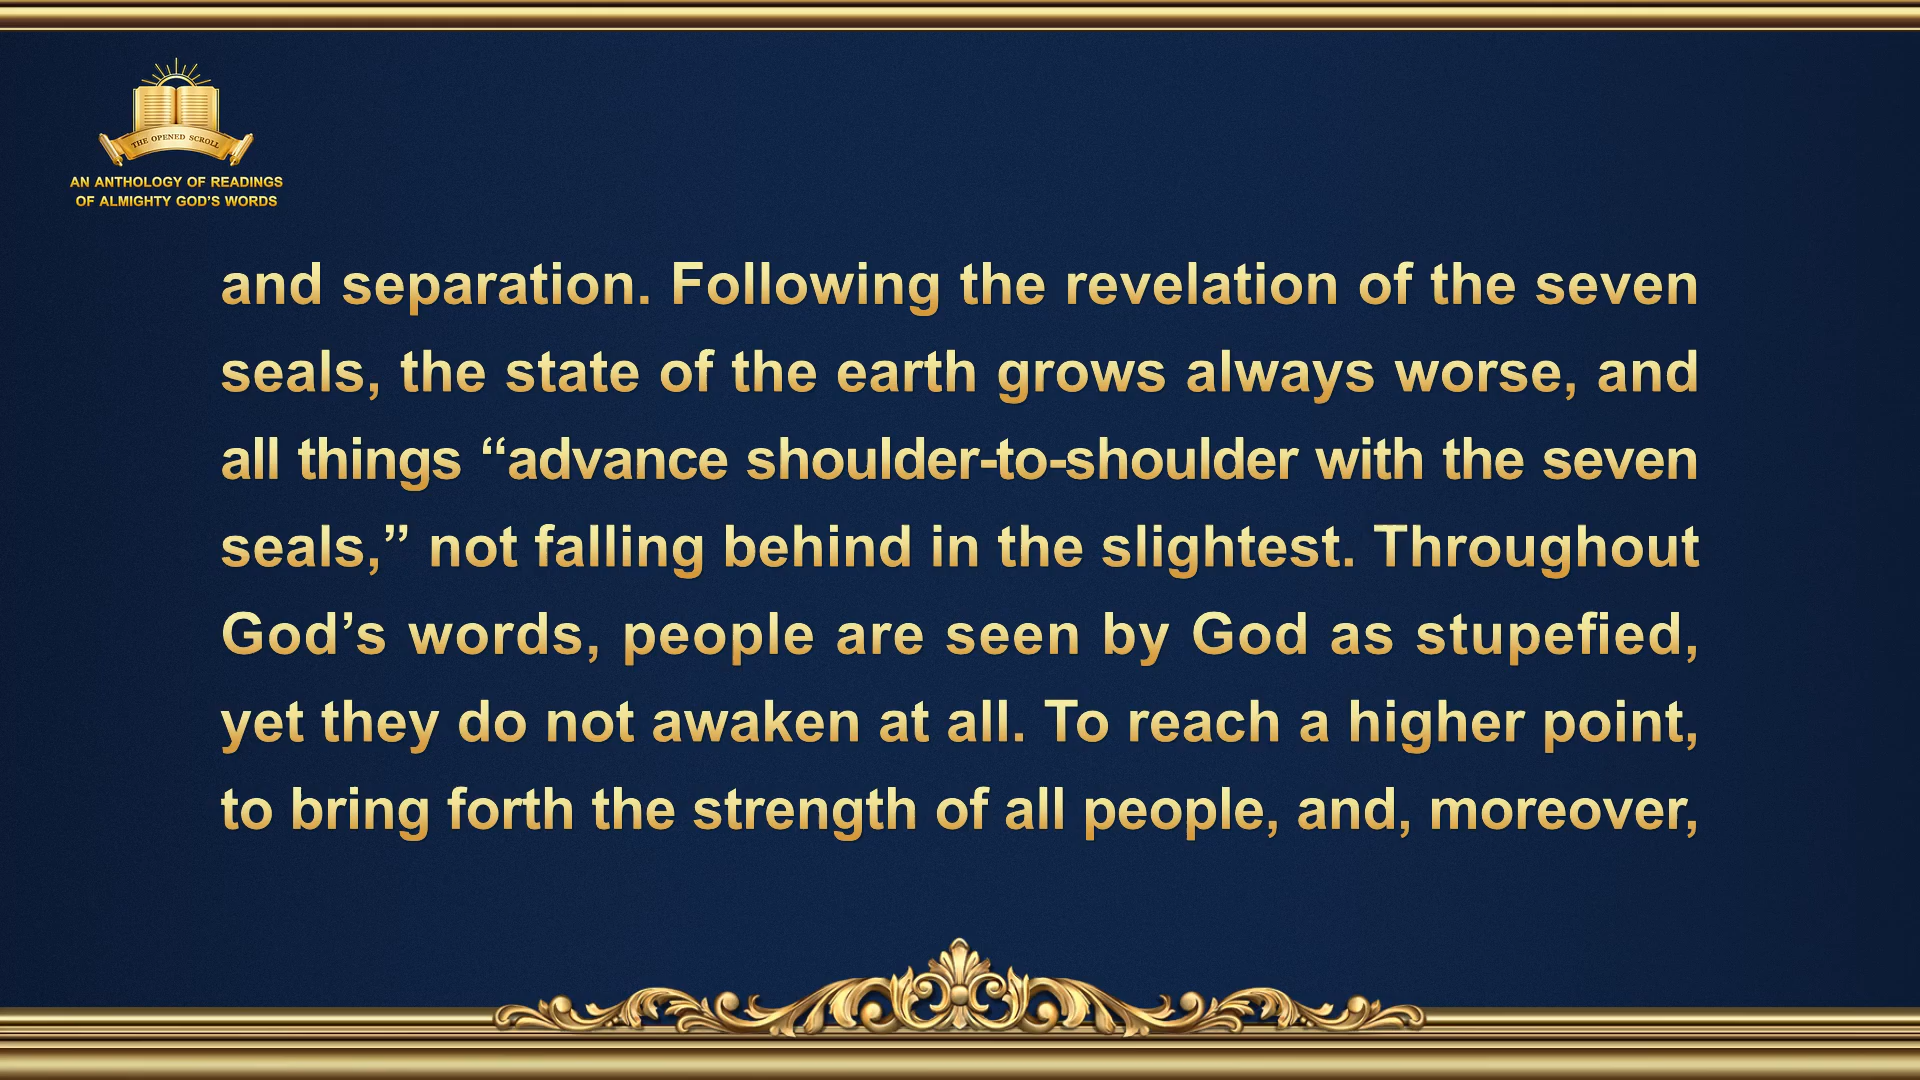 THE OPENED SCROLL
AN ANTHOLOGY OF READINGS
OF ALMIGHTY GOD’S WORDS
and separation. Following the revelation of the seven
seals, the state of the earth grows always worse, and
all things “advance shoulder-to-shoulder with the seven
seals,” not falling behind in the slightest. Throughout
God’s words, people are seen by God as stupefied,
yet they do not awaken at all. To reach a higher point,
to bring forth the strength of all people, and, moreover,